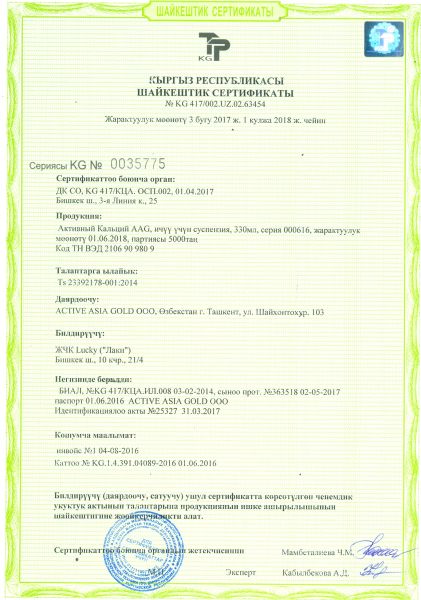 ШАЙКЕШТИК СЕРТИФИКАТЫ
KG
КЫРГЫЗ РЕСПУБЛИКАСЫ
ШАЙКЕШТИК СЕРТИФИКАТЫ
№ KG 417/002.UZ.02.63454
Жарактуулук мөөнөтү 3 бугу 2017 ж. 1 кулжа 2018 ж. чейин
Сериясы KG № 0035775
Сертификаттоо боюнча орган:
ДК СО, KG 417/КЦА. ОСП.002, 01.04.2017
Бишкек ш., 3-я Линия к., 25
Продукция:
Активный Кальций AAG, ичүү үчүн суспензия, 330мл, серия 000616, жарактуулук
мөөнөтү 01.06.2018, партиясы 5000таң
Код ТН ВЭД 2106 90 980 9
Талаптарга ылайык:
Ts 23392178-001:2014
Даярдоочу:
ACTIVE ASIA GOLD ООО, Өзбекстан г. Ташкент, ул. Шайхонтохур, 103
Билдирүүчү:
ЖЧК Lucky ("Лаки")
Бишкек ш., 10 кчр., 21/4
Негизинде берилди:
БИАЛ, №KG 417/КЦА.ИЛ.008 03-02-2014, сыноо прот. №363518 02-05-2017
паспорт 01.06.2016 ACTIVE ASIA GOLD ООО
Идентификациялоо акты №25327 31.03.2017
Кошумча маалымат:
инвойс №1 04-08-2016
Каттоо № KG.1.4.391.04089-2016 01.06.2016
Билдирүүчү (даярдоочу, сатуучу) ушул сертификатта көрсөтүлгөн ченемдик
укуктук актынын талаптарына продукциянын ишке ашырылышынын
шайкештигине жоопкерчиликти алат.
Сертификаттоо боюнча органдын жетекчисинин Мамбеталиева Ч.М.
М.П. Эксперт Кабылбекова А.Д.